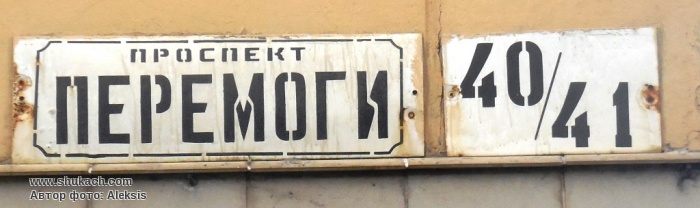 ПРОСПЕКТ
ПЕРЕМОГИ
40/41
www.shukach.com
Автор фото: Aleksis